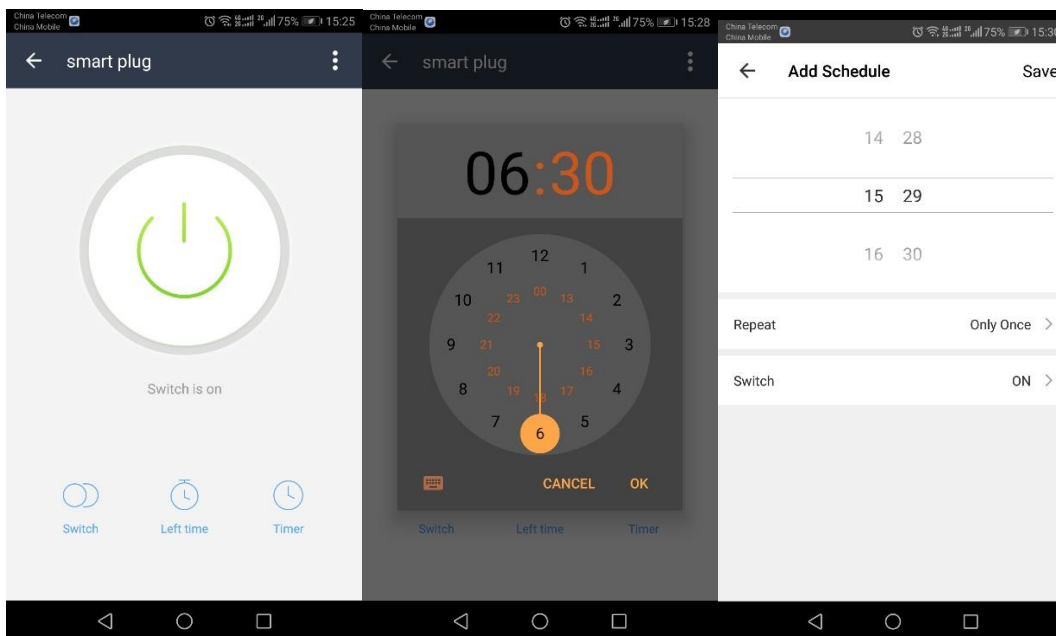 China Telecom
China Mobile
75% 15:25
smart plug
Switch is on
Switch
Left time
Timer
China Telecom
China Mobile
75% 15:28
smart plug
06:30
12
11
1
00
23
13
10
2
22
14
9
21
15
3
20
16
8
4
19
18
17
7
5
6
CANCEL
OK
Switch
Left time
Timer
China Telecom
China Mobile
75% 15:30
Add Schedule
Save
14 28
15 29
16 30
Repeat
Only Once
Switch
ON